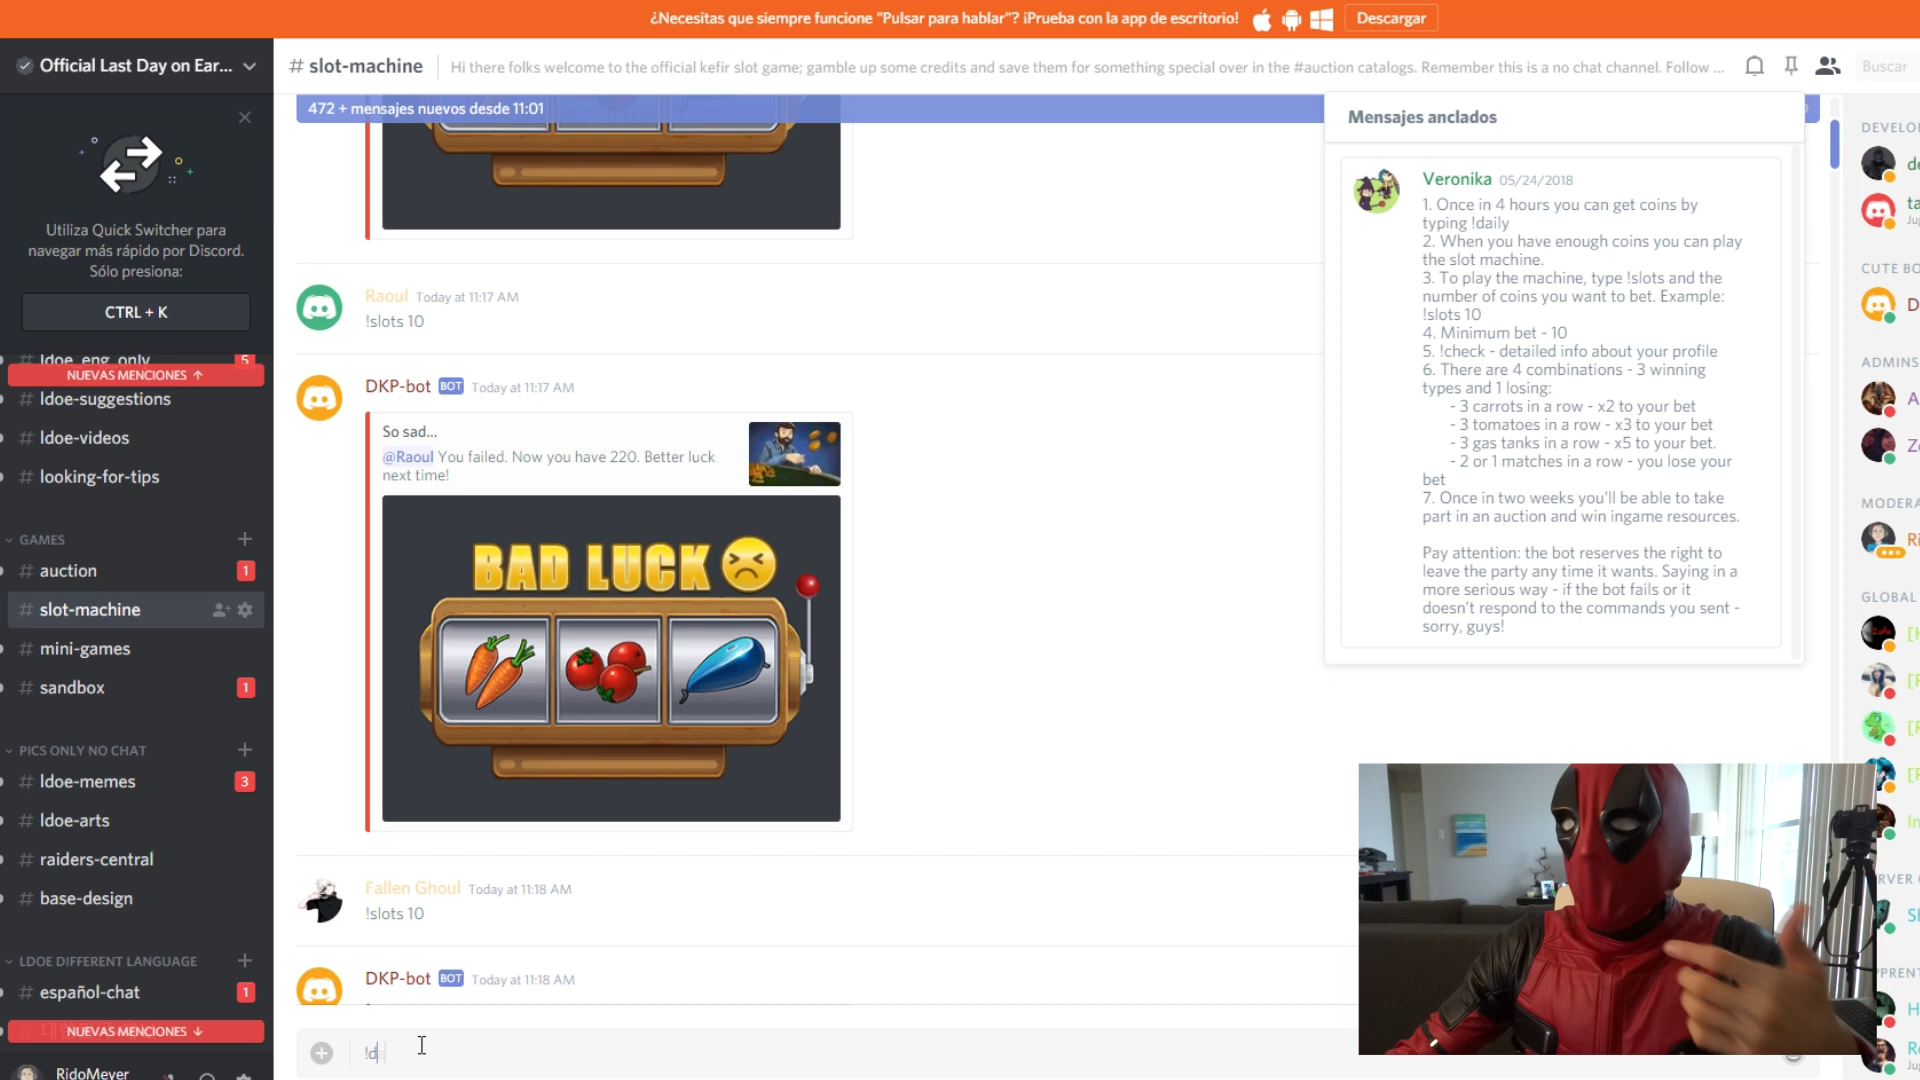 ¿Necesitas que siempre funcione "Pulsar para hablar"? ¡Prueba con la app de escritorio!
Descargar
Official Last Day on Ear...
# slot-machine
Hi there folks welcome to the official kefir slot game; gamble up some credits and save them for something special over in the #auction catalogs. Remember this is a no chat channel. Follow ...
Buscar
Utiliza Quick Switcher para
navegar más rápido por Discord.
Sólo presiona:
CTRL + K
# ldoe_eng_only 5
NUEVAS MENCIONES ↑
# ldoe-suggestions
# ldoe-videos
# looking-for-tips
GAMES
# auction 1
# slot-machine
# mini-games
# sandbox 1
PICS ONLY NO CHAT
# ldoe-memes 3
# ldoe-arts
# raiders-central
# base-design
LDOE DIFFERENT LANGUAGE
# español-chat 1
NUEVAS MENCIONES ↓
RidoMeyer
472 + mensajes nuevos desde 11:01
Raoul Today at 11:17 AM
!slots 10
DKP-bot BOT Today at 11:17 AM
So sad...
@Raoul You failed. Now you have 220. Better luck
next time!
BAD LUCK
Fallen Ghoul Today at 11:18 AM
!slots 10
DKP-bot BOT Today at 11:18 AM
!d
Mensajes anclados
Veronika 05/24/2018
1. Once in 4 hours you can get coins by
typing !daily
2. When you have enough coins you can play
the slot machine.
3. To play the machine, type !slots and the
number of coins you want to bet. Example:
!slots 10
4. Minimum bet - 10
5. !check - detailed info about your profile
6. There are 4 combinations - 3 winning
types and 1 losing:
- 3 carrots in a row - x2 to your bet
- 3 tomatoes in a row - x3 to your bet
- 3 gas tanks in a row - x5 to your bet.
- 2 or 1 matches in a row - you lose your
bet
7. Once in two weeks you'll be able to take
part in an auction and win ingame resources.
Pay attention: the bot reserves the right to
leave the party any time it wants. Saying in a
more serious way - if the bot fails or it
doesn't respond to the commands you sent -
sorry, guys!
DEVELO
de
ta
CUTE BO
D
ADMINS
A
Ze
MODERA
Ri
GLOBAL